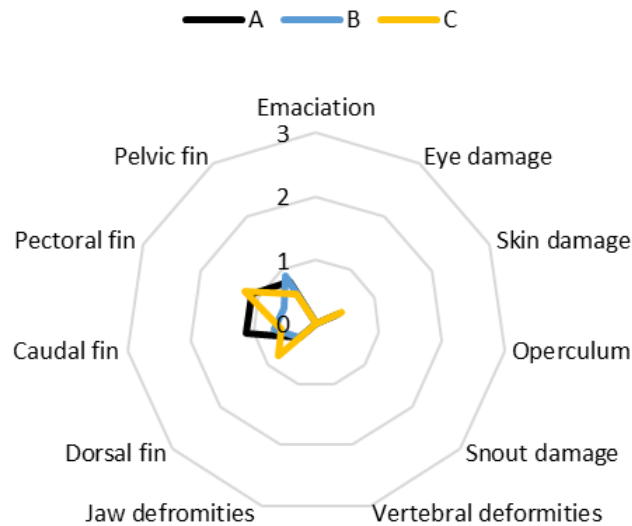 A B C
Emaciation
3
Pelvic fin
Eye damage
2
Pectoral fin
Skin damage
1
0
Caudal fin
Operculum
Dorsal fin
Snout damage
Jaw defromities
Vertebral deformities